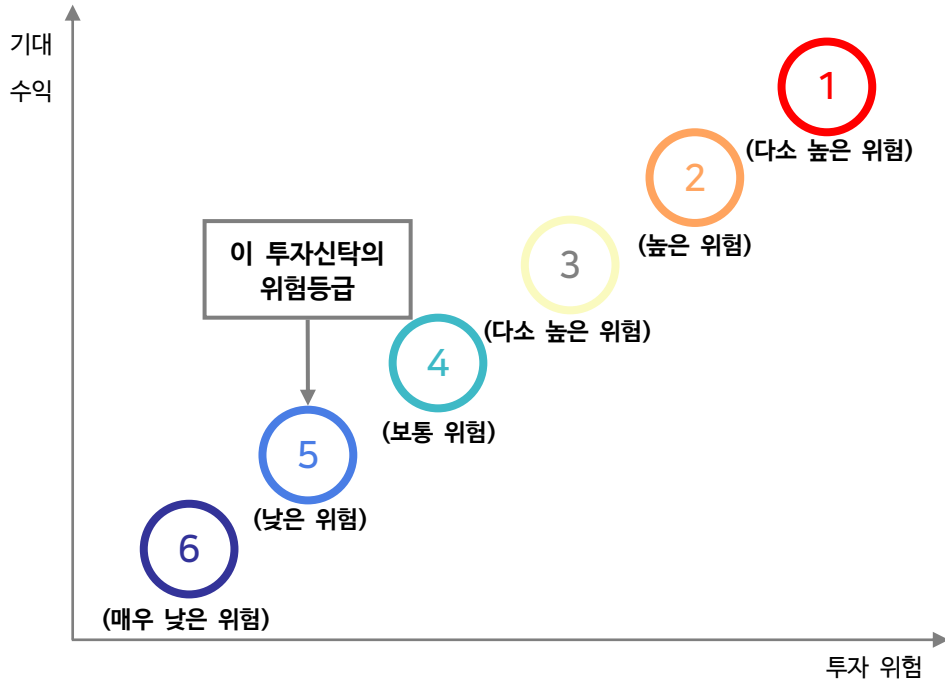 기대
수익
1
(다소 높은 위험)
2
(높은 위험)
이 투자신탁의
위험등급
3
(다소 높은 위험)
4
(보통 위험)
5
(낮은 위험)
6
(매우 낮은 위험)
투자 위험